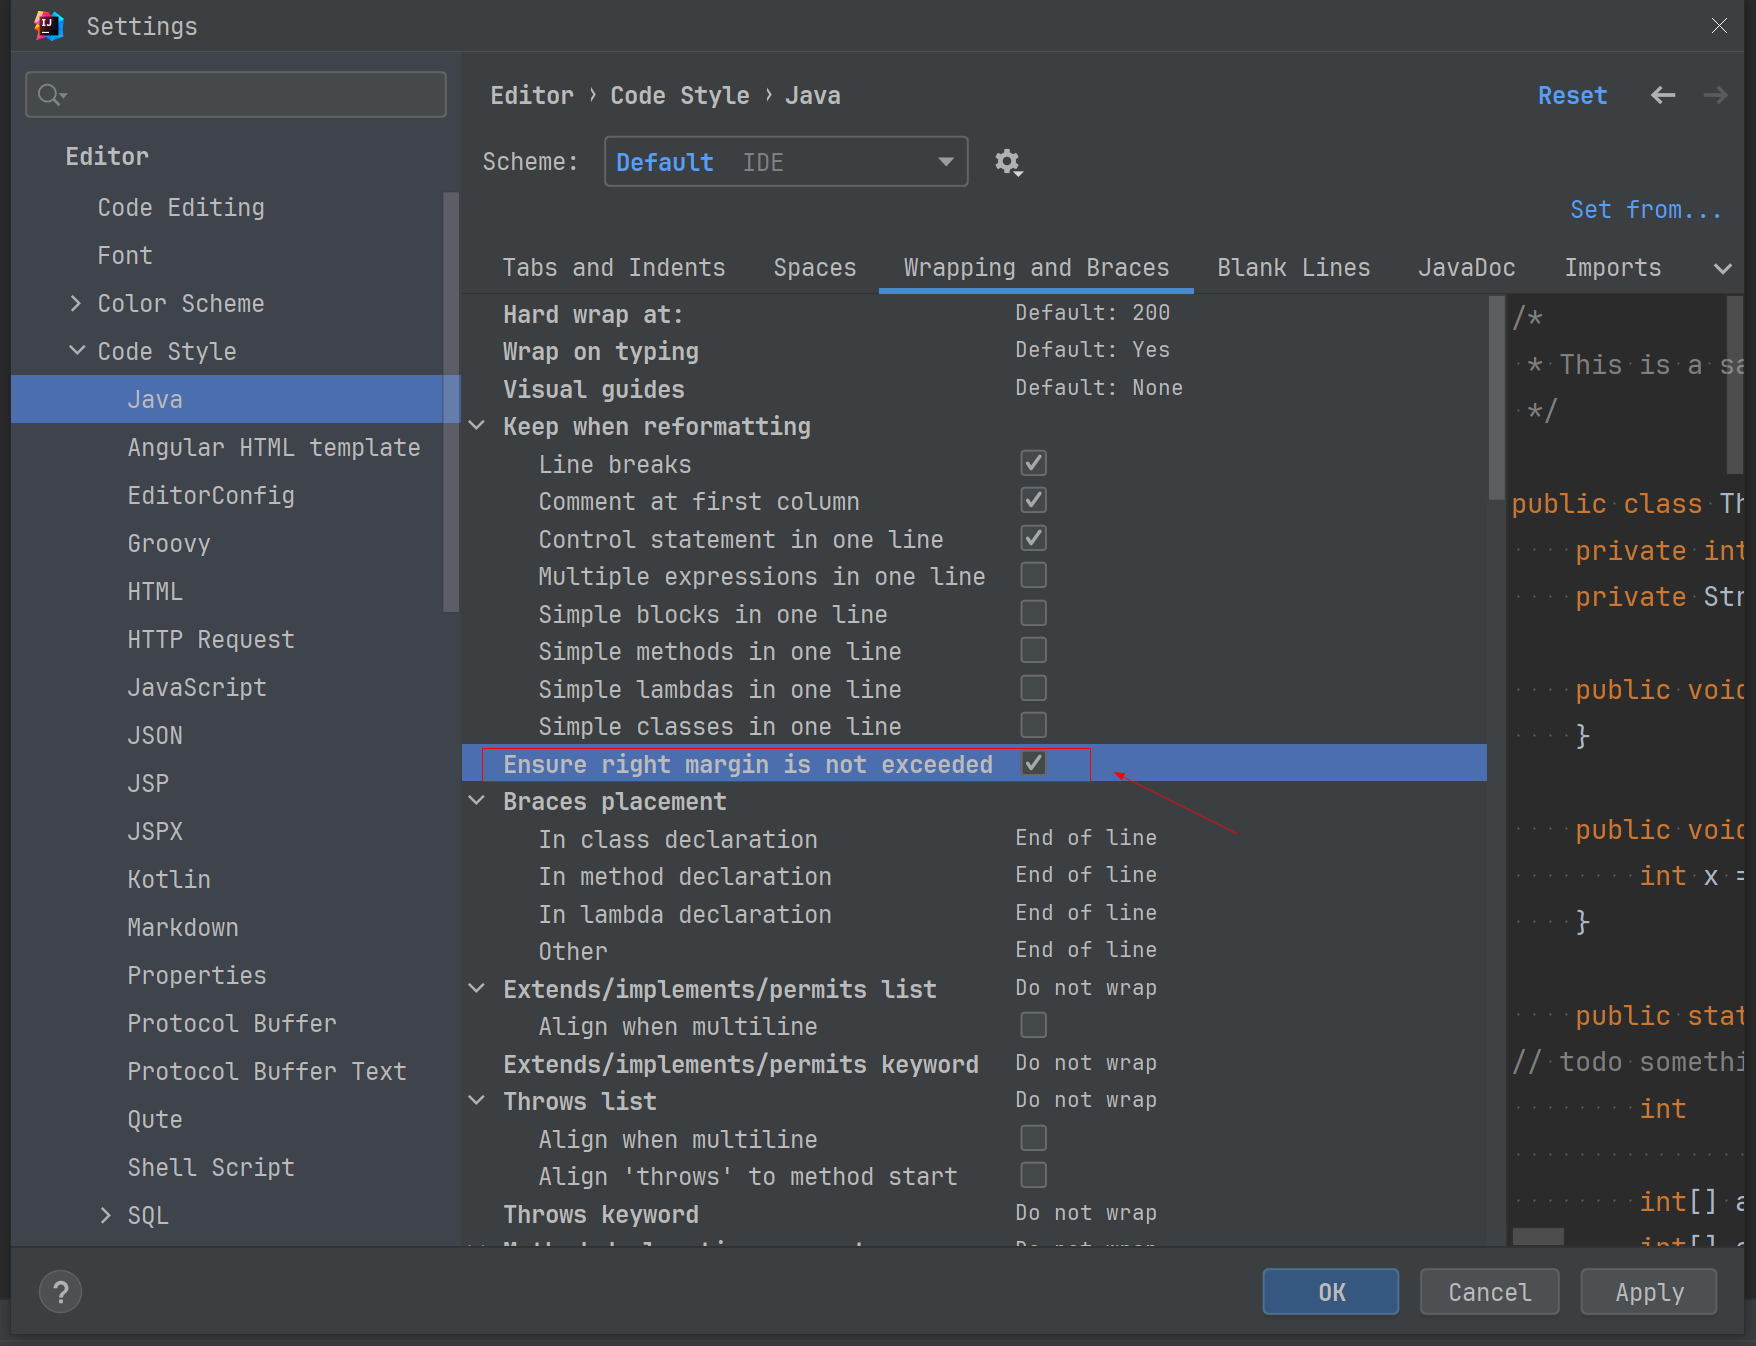 Settings
Editor › Code Style › Java
Reset
Scheme: Default IDE
Set from...
Editor
Code Editing
Font
Color Scheme
Code Style
Java
Angular HTML template
EditorConfig
Groovy
HTML
HTTP Request
JavaScript
JSON
JSP
JSPX
Kotlin
Markdown
Properties
Protocol Buffer
Protocol Buffer Text
Qute
Shell Script
SQL
Tabs and Indents Spaces Wrapping and Braces Blank Lines JavaDoc Imports
Hard wrap at: Default: 200
Wrap on typing Default: Yes
Visual guides Default: None
Keep when reformatting
Line breaks
Comment at first column
Control statement in one line
Multiple expressions in one line
Simple blocks in one line
Simple methods in one line
Simple lambdas in one line
Simple classes in one line
Ensure right margin is not exceeded
Braces placement
In class declaration End of line
In method declaration End of line
In lambda declaration End of line
Other End of line
Extends/implements/permits list Do not wrap
Align when multiline
Extends/implements/permits keyword Do not wrap
Throws list Do not wrap
Align when multiline
Align 'throws' to method start
Throws keyword Do not wrap
/*
* This is a sa
*/
public class Th
private int
private Str
public void
}
public void
int x =
}
public stat
// todo somethi
int
int[] a
?
OK Cancel Apply